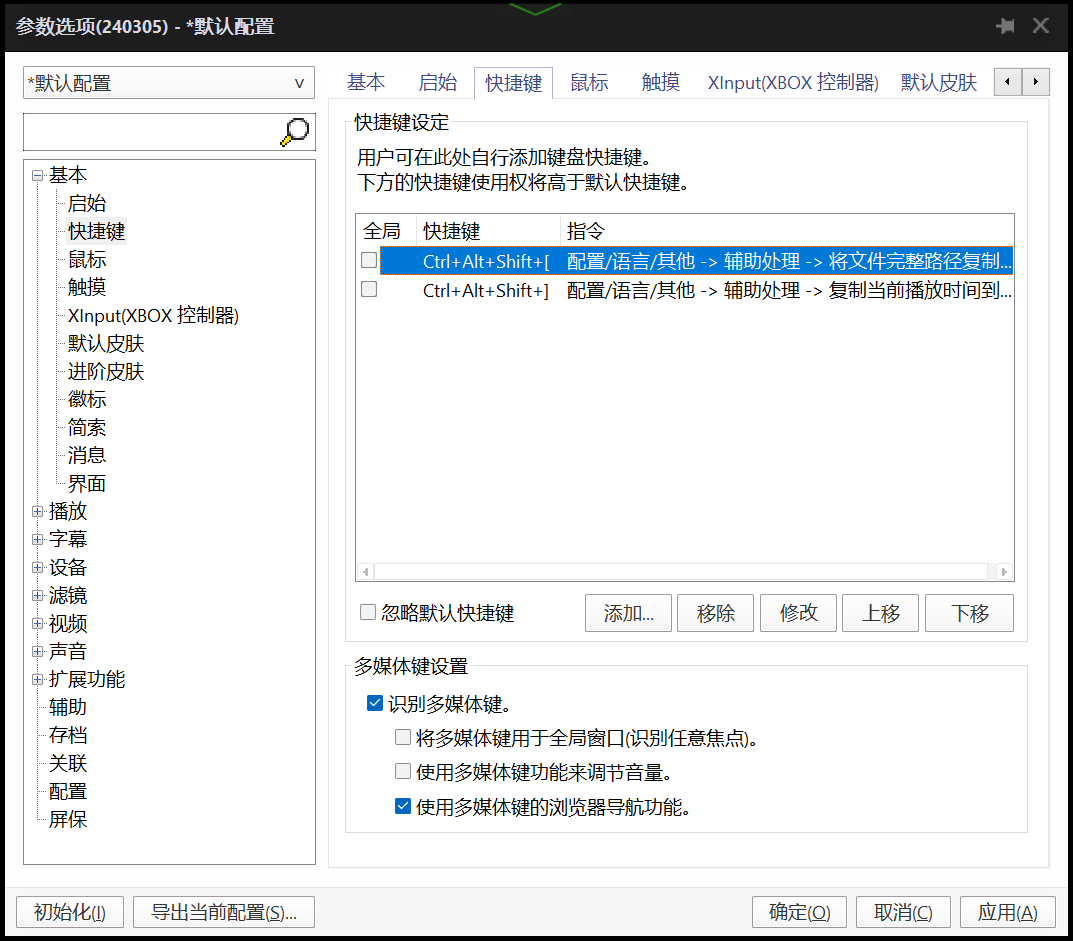 参数选项(240305) - *默认配置
*默认配置
基本
启始
快捷键
鼠标
触摸
XInput(XBOX 控制器)
默认皮肤
进阶皮肤
徽标
简索
消息
界面
播放
字幕
设备
滤镜
视频
声音
扩展功能
辅助
存档
关联
配置
屏保
基本 启始 快捷键 鼠标 触摸 XInput(XBOX 控制器) 默认皮肤
快捷键设定
用户可在此处自行添加键盘快捷键。
下方的快捷键使用权将高于默认快捷键。
全局 快捷键 指令
Ctrl+Alt+Shift+[ 配置/语言/其他 -> 辅助处理 -> 将文件完整路径复制...
Ctrl+Alt+Shift+] 配置/语言/其他 -> 辅助处理 -> 复制当前播放时间到...
忽略默认快捷键 添加... 移除 修改 上移 下移
多媒体键设置
识别多媒体键。
将多媒体键用于全局窗口(识别任意焦点)。
使用多媒体键功能来调节音量。
使用多媒体键的浏览器导航功能。
初始化(I) 导出当前配置(S)... 确定(O) 取消(C) 应用(A)